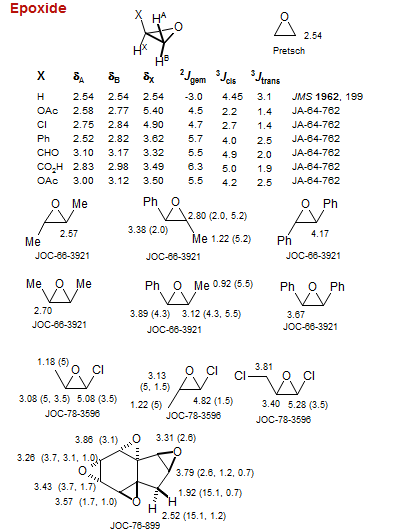 Epoxide
X
H^A
O
H^X
H^B
O
2.54
Pretsch
X δ_A δ_B δ_X ²J_gem ³J_cis ³J_trans
H 2.54 2.54 2.54 -3.0 4.45 3.1 JMS 1962, 199
OAc 2.58 2.77 5.40 4.5 2.2 1.4 JA-64-762
Cl 2.75 2.84 4.90 4.7 2.7 1.4 JA-64-762
Ph 2.52 2.82 3.62 5.7 4.0 2.5 JA-64-762
CHO 3.10 3.17 3.32 5.5 4.9 2.0 JA-64-762
CO₂H 2.83 2.98 3.49 6.3 5.0 1.9 JA-64-762
OAc 3.00 3.12 3.50 5.5 4.2 2.5 JA-64-762
O Me
Me 2.57
JOC-66-3921
Ph O
2.80 (2.0, 5.2)
3.38 (2.0)
Me 1.22 (5.2)
JOC-66-3921
O Ph
Ph 4.17
JOC-66-3921
Me O Me
2.70
JOC-66-3921
Ph O Me 0.92 (5.5)
3.89 (4.3) 3.12 (4.3, 5.5)
JOC-66-3921
Ph O Ph
3.67
JOC-66-3921
1.18 (5) O Cl
3.08 (5, 3.5) 5.08 (3.5)
JOC-78-3596
3.13
(5, 1.5)
O Cl
1.22 (5) 4.82 (1.5)
JOC-78-3596
3.81
Cl O Cl
3.40 5.28 (3.5)
JOC-78-3596
3.86 (3.1) O 3.31 (2.6)
3.26 (3.7, 3.1, 1.0)
O
O
3.79 (2.6, 1.2, 0.7)
3.43 (3.7, 1.7)
3.57 (1.7, 1.0) O
H H
1.92 (15.1, 0.7)
2.52 (15.1, 1.2)
JOC-76-899